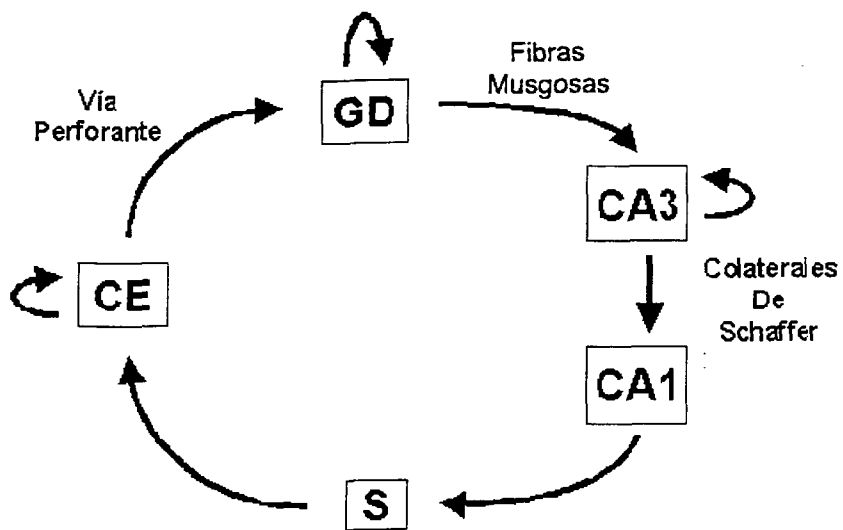 Fibras
Musgosas
Vía
Perforante
GD
CA3
CE
Colaterales
De
Schaffer
CA1
S